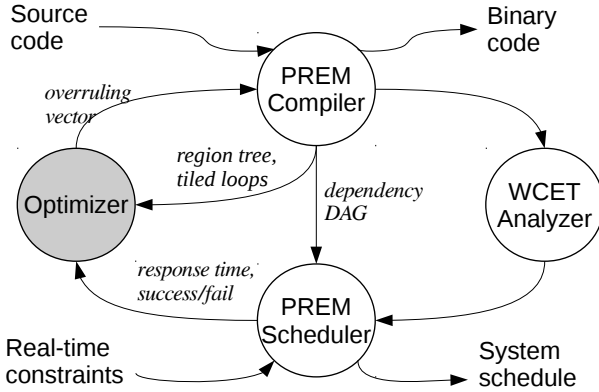 Source
code
Binary
code
PREM
Compiler
overruling
vector
region tree,
tiled loops
dependency
DAG
Optimizer
WCET
Analyzer
response time,
success/fail
PREM
Scheduler
Real-time
constraints
System
schedule